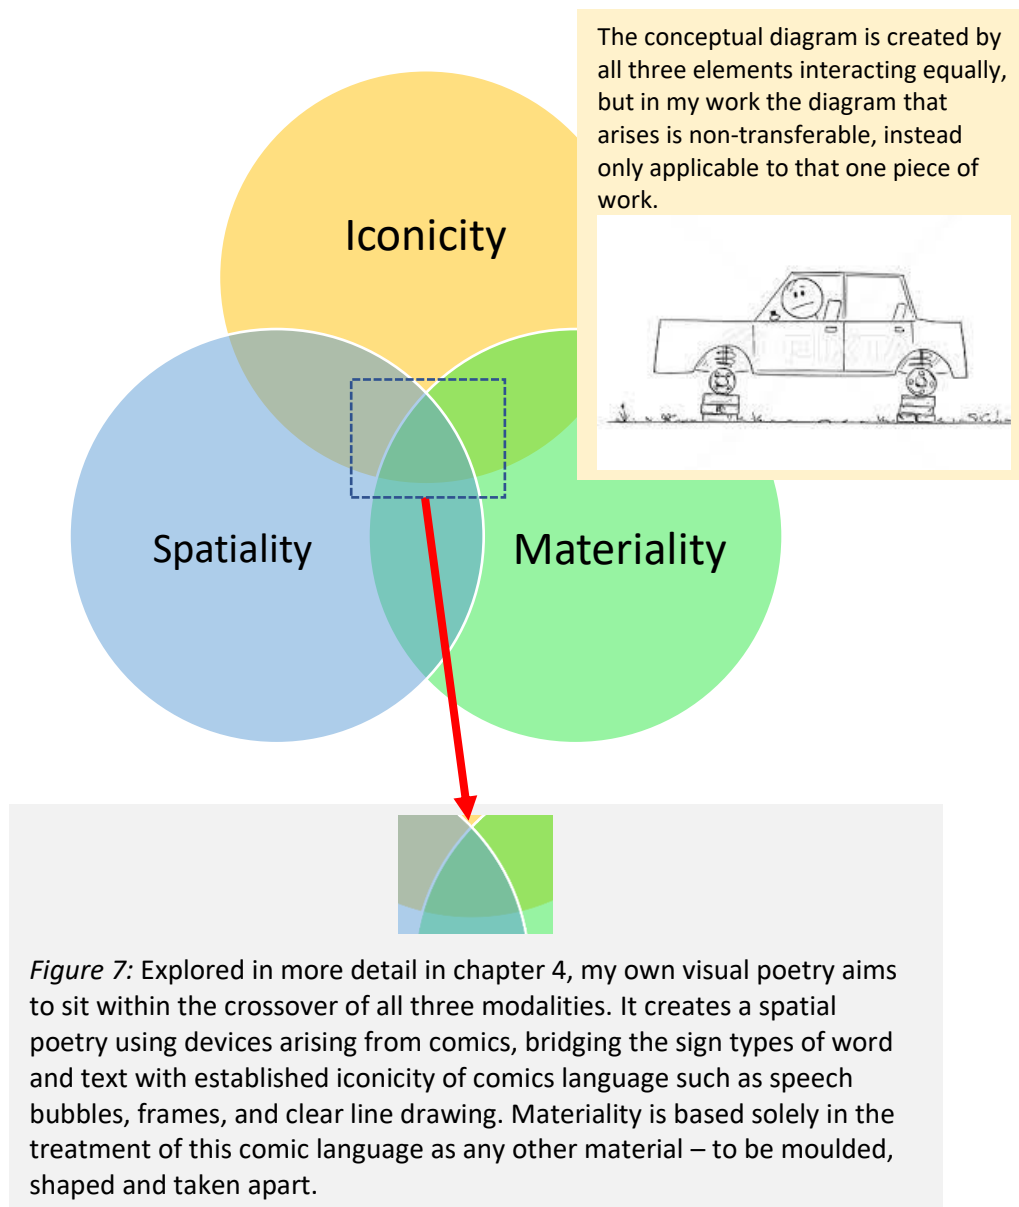 The conceptual diagram is created by
all three elements interacting equally,
but in my work the diagram that
arises is non-transferable, instead
only applicable to that one piece of
work.
Iconicity
Spatiality
Materiality
Figure 7: Explored in more detail in chapter 4, my own visual poetry aims
to sit within the crossover of all three modalities. It creates a spatial
poetry using devices arising from comics, bridging the sign types of word
and text with established iconicity of comics language such as speech
bubbles, frames, and clear line drawing. Materiality is based solely in the
treatment of this comic language as any other material – to be moulded,
shaped and taken apart.